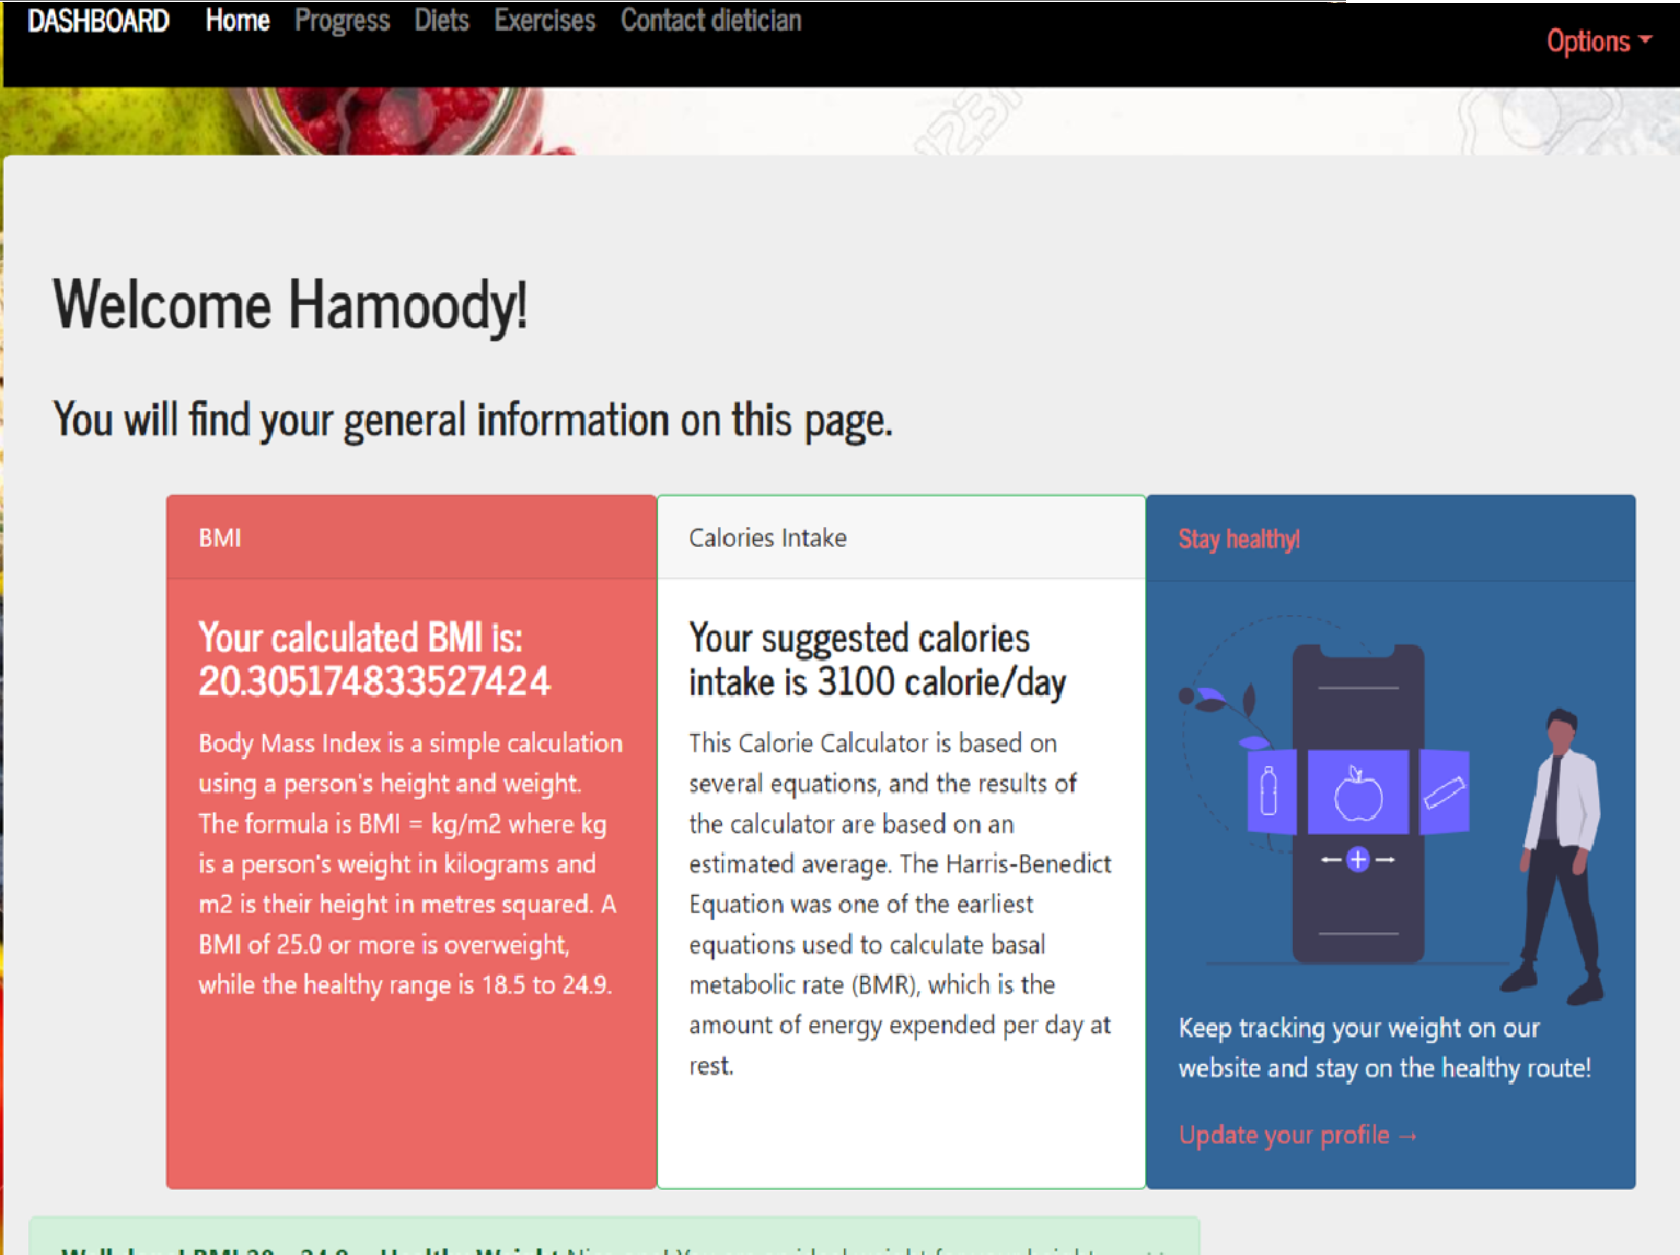 DASHBOARD Home Progress Diets Exercises Contact dietician
Options
Welcome Hamoody!
You will find your general information on this page.
BMI
Your calculated BMI is:
20.305174833527424
Body Mass Index is a simple calculation
using a person's height and weight.
The formula is BMI = kg/m2 where kg
is a person's weight in kilograms and
m2 is their height in metres squared. A
BMI of 25.0 or more is overweight,
while the healthy range is 18.5 to 24.9.
Calories Intake
Your suggested calories
intake is 3100 calorie/day
This Calorie Calculator is based on
several equations, and the results of
the calculator are based on an
estimated average. The Harris-Benedict
Equation was one of the earliest
equations used to calculate basal
metabolic rate (BMR), which is the
amount of energy expended per day at
rest.
Stay healthy!
Keep tracking your weight on our
website and stay on the healthy route!
Update your profile →